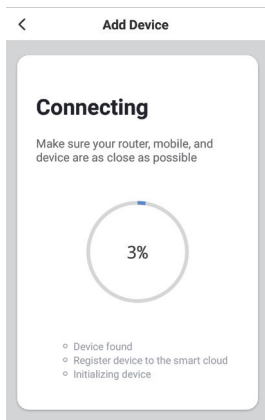 Add Device
Connecting
Make sure your router, mobile, and
device are as close as possible
3%
Device found
Register device to the smart cloud
Initializing device